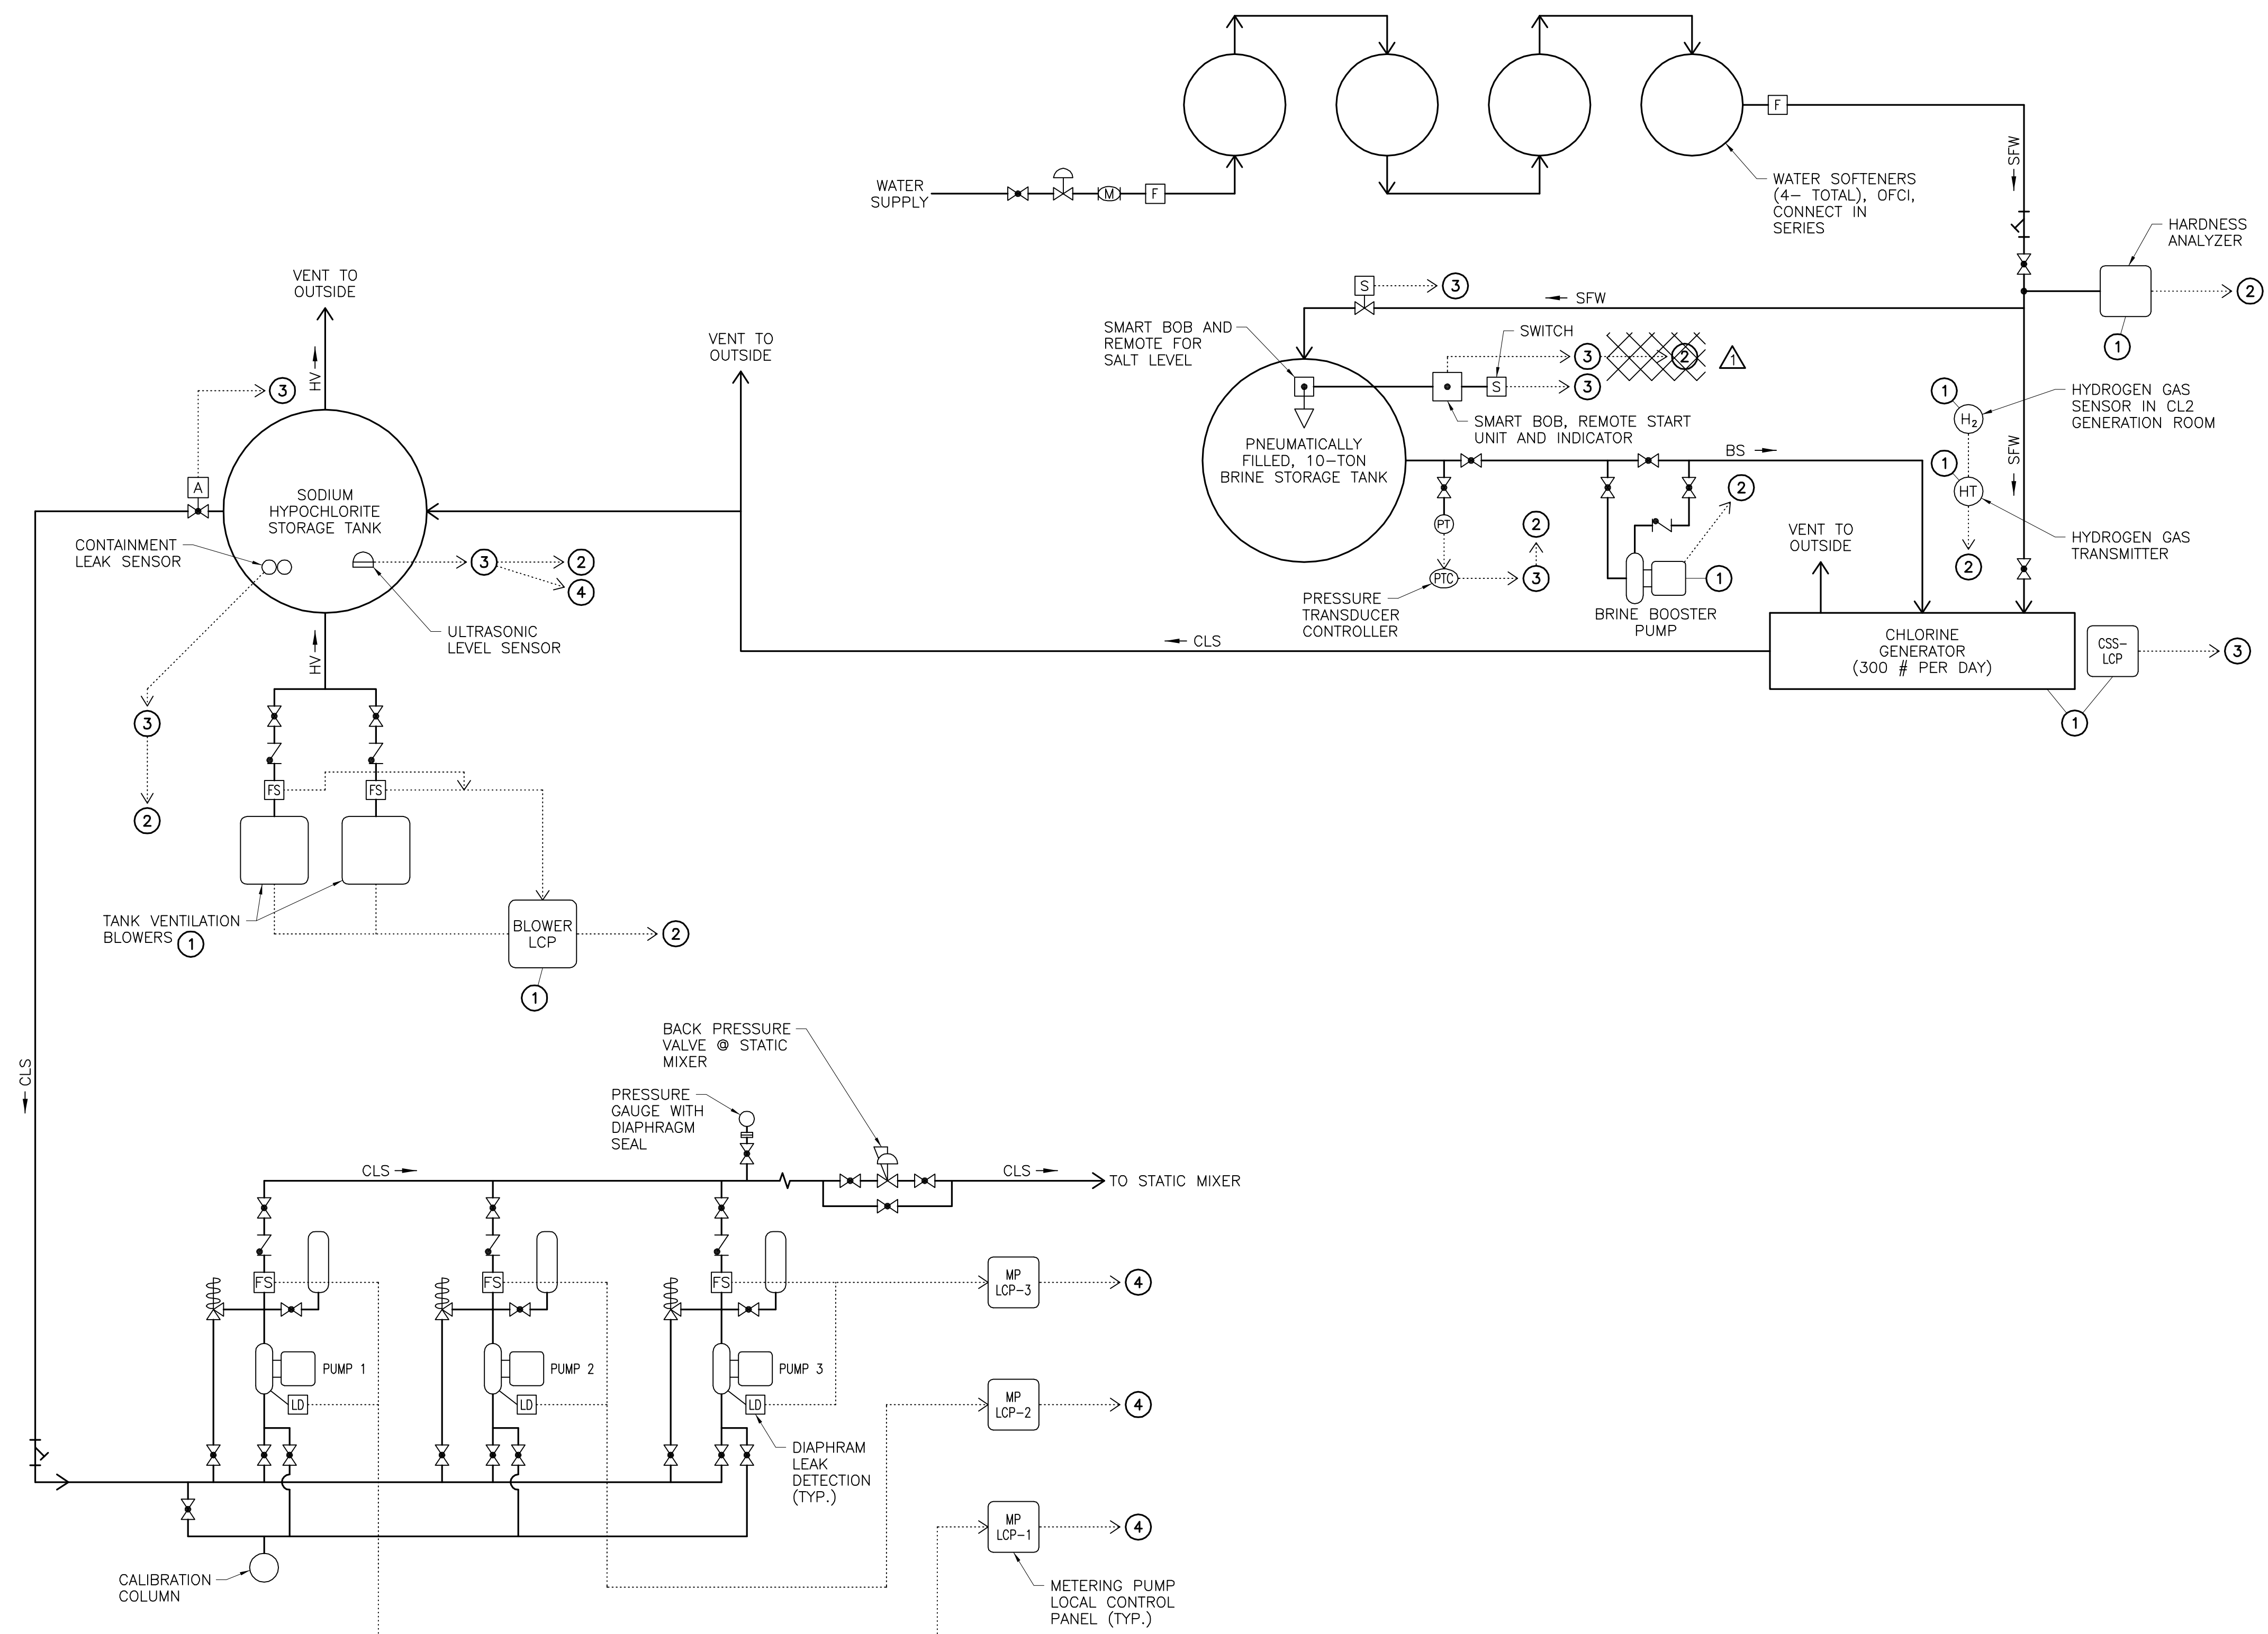 WATER
SUPPLY
M
F
F
WATER SOFTENERS
(4- TOTAL), OFCI,
CONNECT IN
SERIES
SFW
HARDNESS
ANALYZER
2
1
VENT TO
OUTSIDE
HV
3
A
SODIUM
HYPOCHLORITE
STORAGE TANK
CONTAINMENT
LEAK SENSOR
3
2
4
ULTRASONIC
LEVEL SENSOR
HV
3
2
FS
FS
TANK VENTILATION
BLOWERS
1
BLOWER
LCP
2
1
VENT TO
OUTSIDE
S
3
SFW
SMART BOB AND
REMOTE FOR
SALT LEVEL
SWITCH
3
2
1
S
3
SMART BOB, REMOTE START
UNIT AND INDICATOR
PNEUMATICALLY
FILLED, 10-TON
BRINE STORAGE TANK
BS
PT
PTC
3
2
PRESSURE
TRANSDUCER
CONTROLLER
2
1
BRINE BOOSTER
PUMP
1
H2
HYDROGEN GAS
SENSOR IN CL2
GENERATION ROOM
1
HT
HYDROGEN GAS
TRANSMITTER
2
SFW
VENT TO
OUTSIDE
CHLORINE
GENERATOR
(300 # PER DAY)
CSS-
LCP
3
1
CLS
CLS
BACK PRESSURE
VALVE @ STATIC
MIXER
PRESSURE
GAUGE WITH
DIAPHRAGM
SEAL
CLS
CLS
TO STATIC MIXER
FS
FS
FS
PUMP 1
PUMP 2
PUMP 3
LD
LD
LD
DIAPHRAM
LEAK
DETECTION
(TYP.)
MP
LCP-3
4
MP
LCP-2
4
MP
LCP-1
4
METERING PUMP
LOCAL CONTROL
PANEL (TYP.)
CALIBRATION
COLUMN